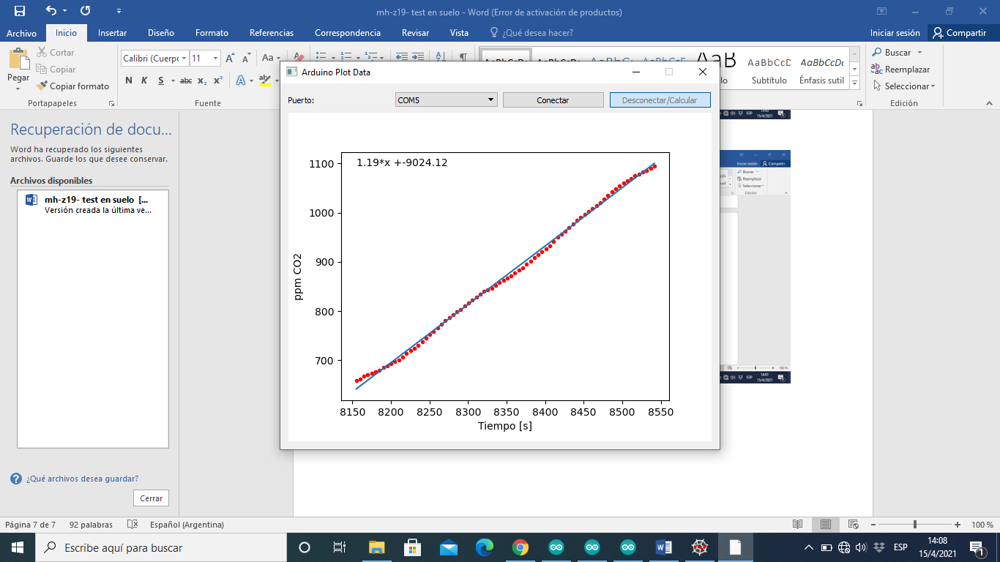 mh-z19- test en suelo - Word (Error de activación de productos)
Archivo
Inicio
Insertar
Diseño
Formato
Referencias
Correspondencia
Revisar
Vista
¿Qué desea hacer?
Iniciar sesión
Compartir
Pegar
Cortar
Copiar
Copiar formato
Portapapeles
Calibri (Cuerpo
11
N K S abc x₂ x²
Fuente
AaBbCcDc
Subtítulo
Énfasis sutil
Buscar
Reemplazar
Seleccionar
Edición
Recuperación de docu...
Word ha recuperado los siguientes
archivos. Guarde los que desee conservar.
Archivos disponibles
mh-z19- test en suelo [...
Versión creada la última ve...
¿Qué archivos desea guardar?
Cerrar
Arduino Plot Data
Puerto:
COM5
Conectar
Desconectar/Calcular
1.19*x +-9024.12
1100
1000
900
800
700
ppm CO2
8150 8200 8250 8300 8350 8400 8450 8500 8550
Tiempo [s]
Página 7 de 7
92 palabras
Español (Argentina)
100 %
Escribe aquí para buscar
ESP
14:08
15/4/2021